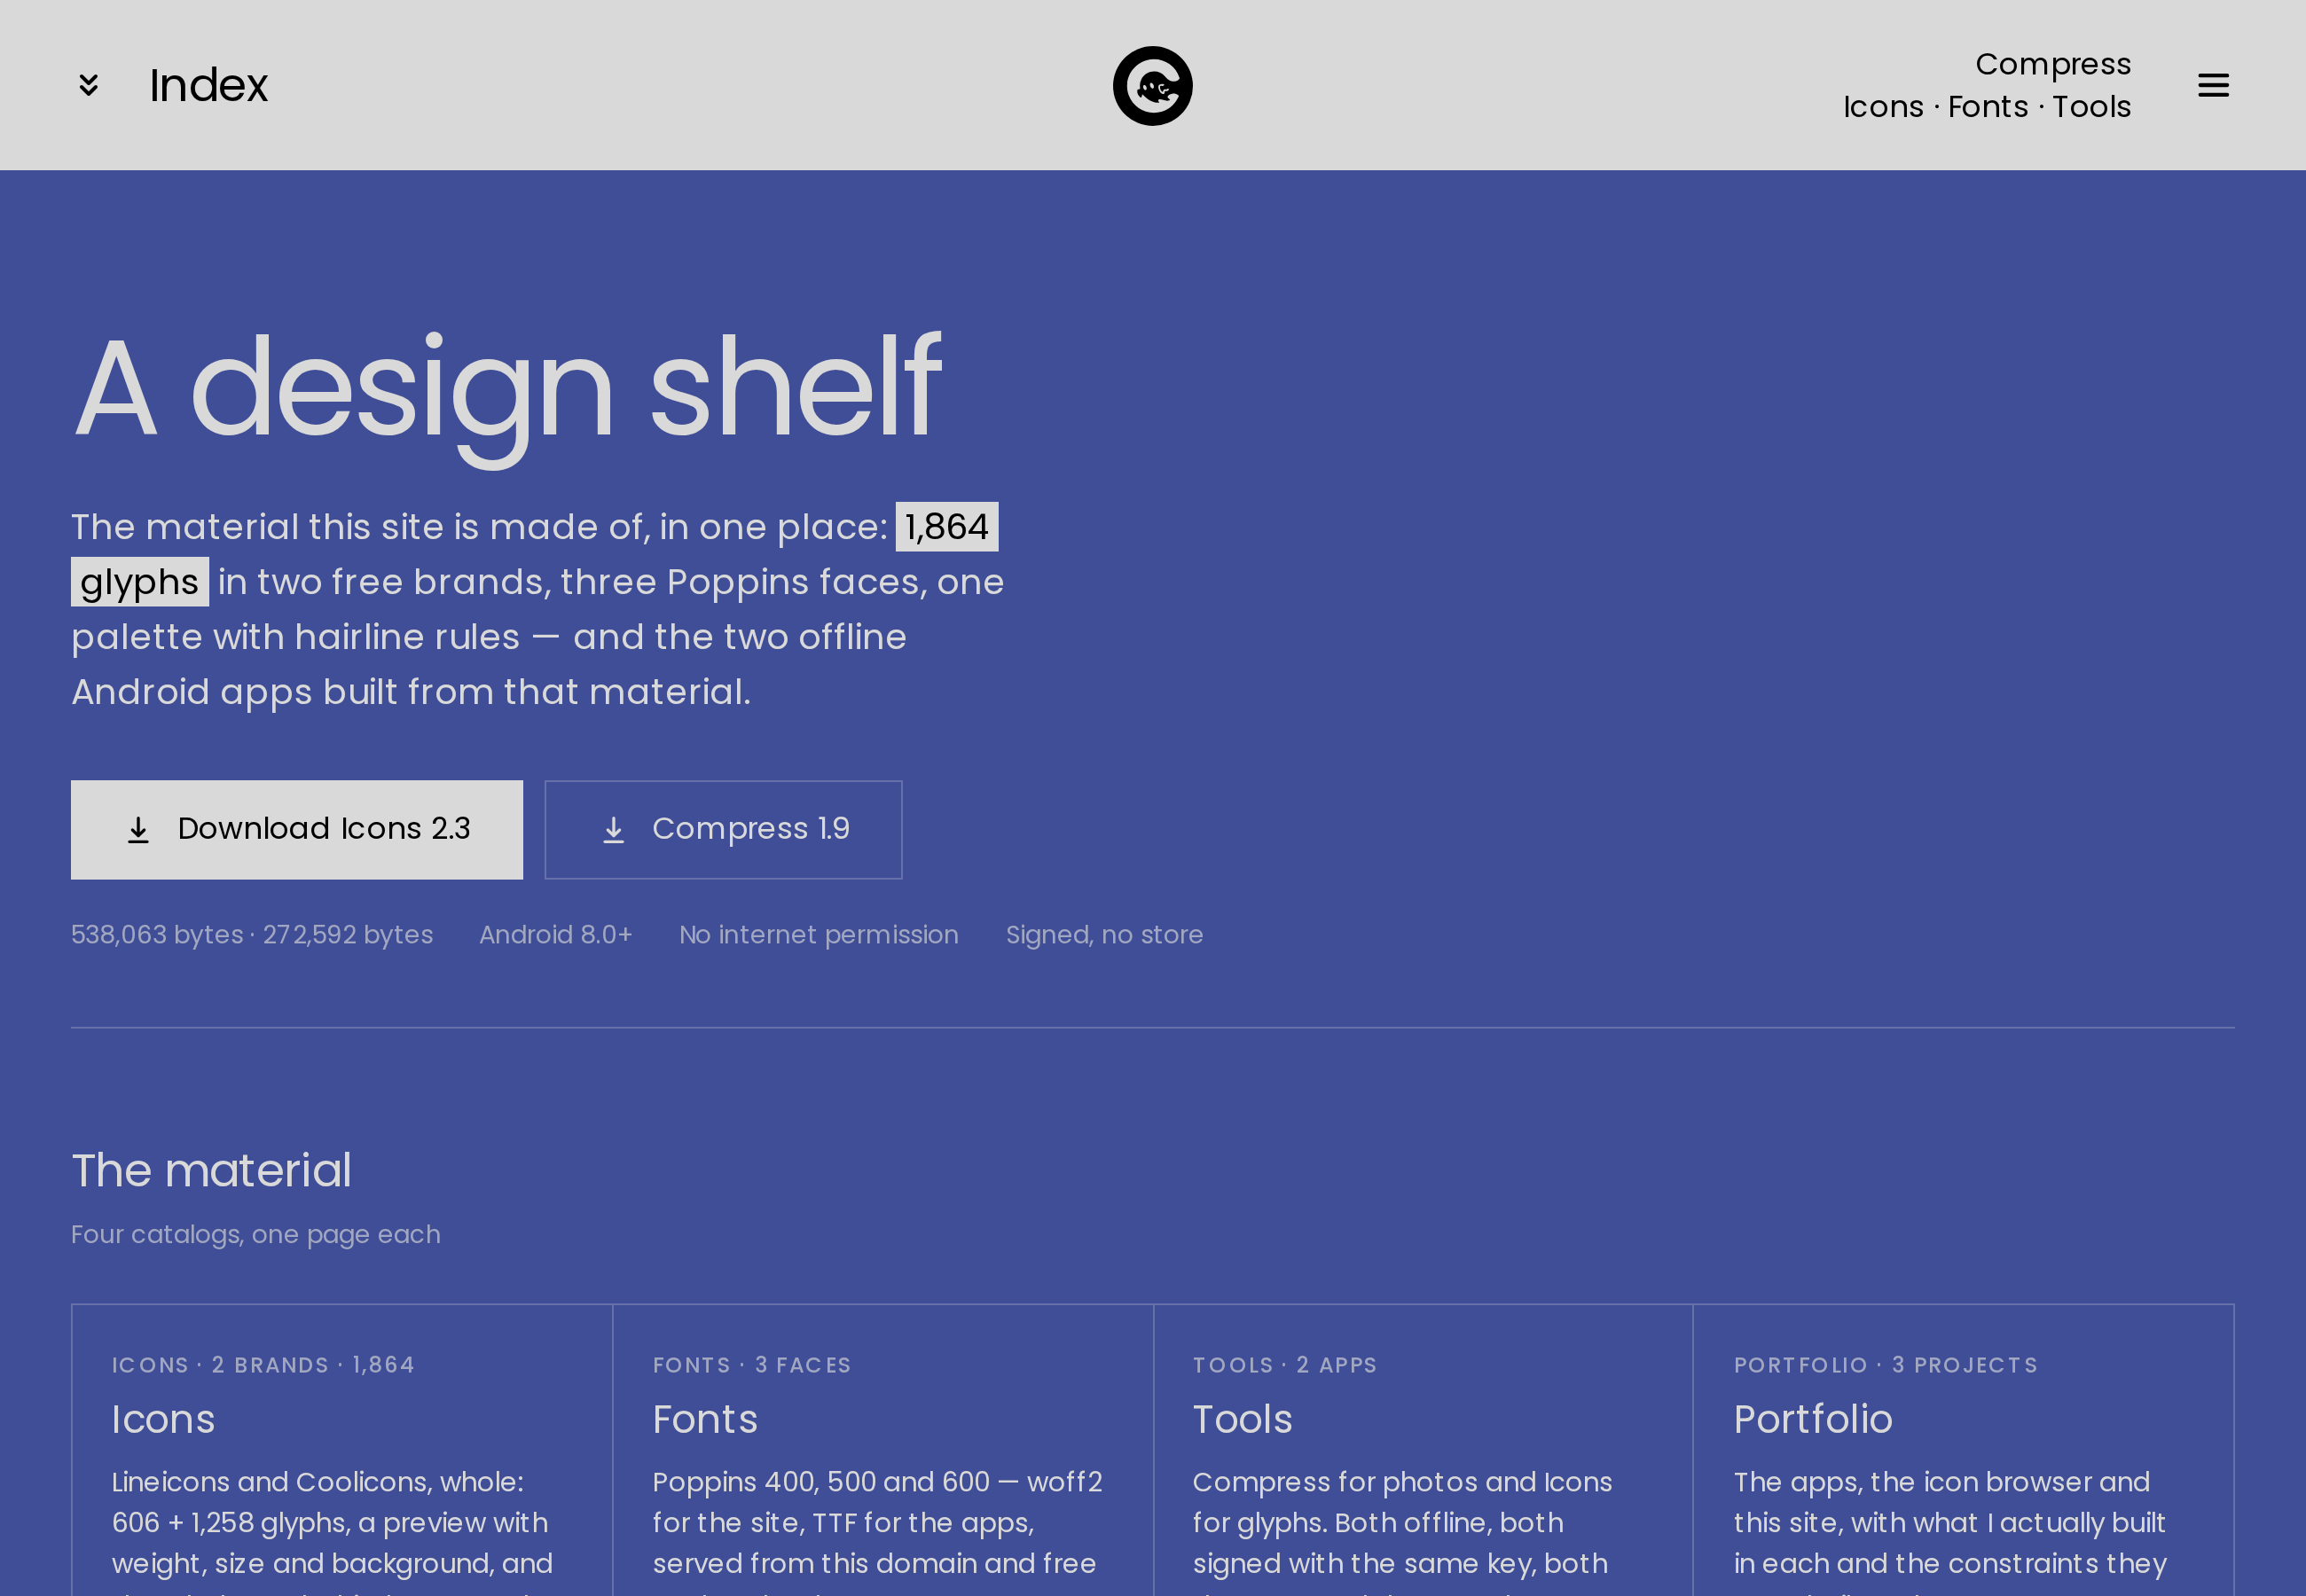 Index
Compress
Icons · Fonts · Tools
A design shelf
The material this site is made of, in one place: 1,864
glyphs in two free brands, three Poppins faces, one
palette with hairline rules — and the two offline
Android apps built from that material.
Download Icons 2.3
Compress 1.9
538,063 bytes · 272,592 bytes
Android 8.0+
No internet permission
Signed, no store
The material
Four catalogs, one page each
ICONS · 2 BRANDS · 1,864
Icons
Lineicons and Coolicons, whole:
606 + 1,258 glyphs, a preview with
weight, size and background, and
FONTS · 3 FACES
Fonts
Poppins 400, 500 and 600 — woff2
for the site, TTF for the apps,
served from this domain and free
TOOLS · 2 APPS
Tools
Compress for photos and Icons
for glyphs. Both offline, both
signed with the same key, both
PORTFOLIO · 3 PROJECTS
Portfolio
The apps, the icon browser and
this site, with what I actually built
in each and the constraints they